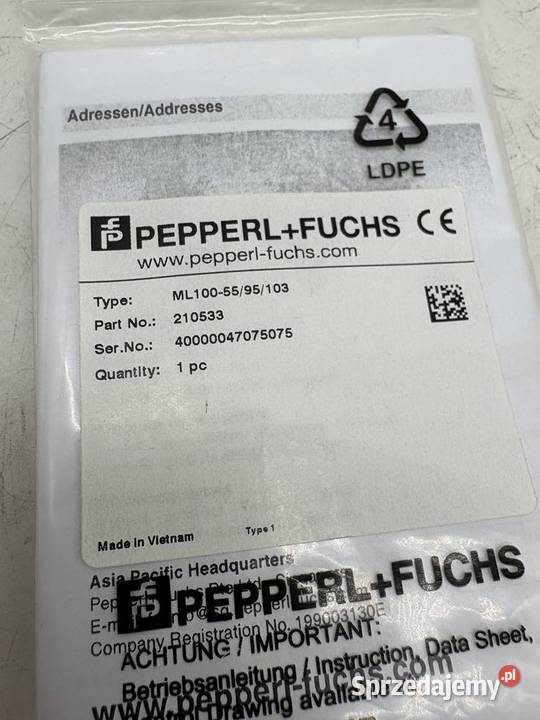 Adressen/Addresses
4
LDPE
PEPPERL+FUCHS CE
www.pepperl-fuchs.com
Type: ML100-55/95/103
Part No.: 210533
Ser.No.: 40000047075075
Quantity: 1 pc
Made in Vietnam
Type 1
Asia Pacific Headquarters
PEPPERL+FUCHS
Company Registration No. 199003130E
ACHTUNG / IMPORTANT:
Betriebsanleitung / Instruction, Data Sheet,
Drawing available
www.pepperl-fuchs.com
Sprzedajemy.pl